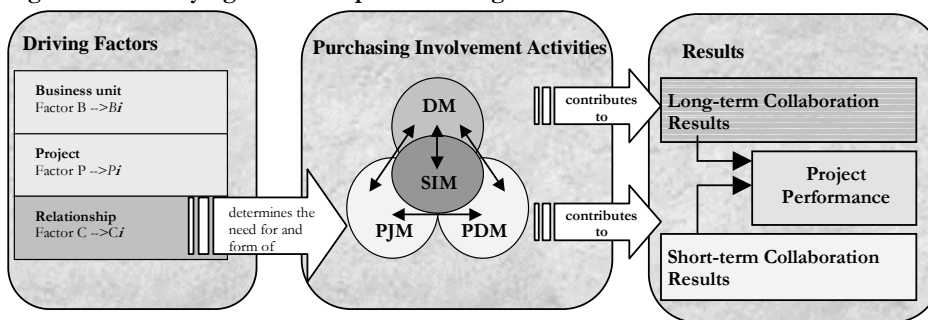 Driving Factors
Business unit
Factor B -->Bi
Project
Factor P -->Pi
Relationship
Factor C -->Ci
determines the
need for and
form of
Purchasing Involvement Activities
DM
SIM
PJM PDM
contributes
to
contributes
to
Results
Long-term Collaboration
Results
Project
Performance
Short-term Collaboration
Results